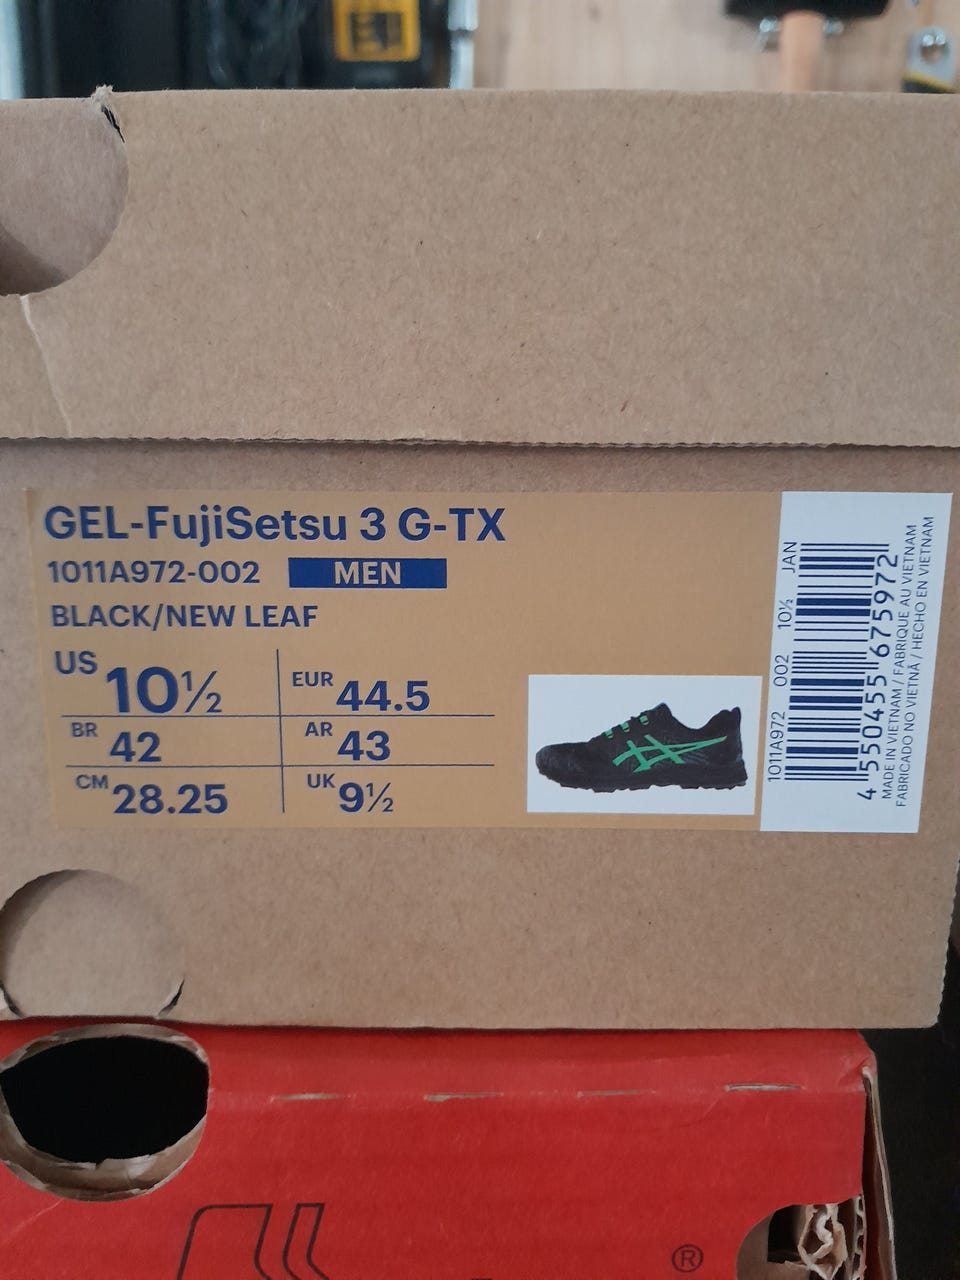 GEL-FujiSetsu 3 G-TX
1011A972-002 MEN
BLACK/NEW LEAF
US 10½ EUR 44.5
BR 42 AR 43
CM 28.25 UK 9½
1011A972 002 10½ JAN
4 550455 675972
MADE IN VIETNAM / FABRIQUE AU VIETNAM
FABRICADO NO VIETNÃ / HECHO EN VIETNAM
®